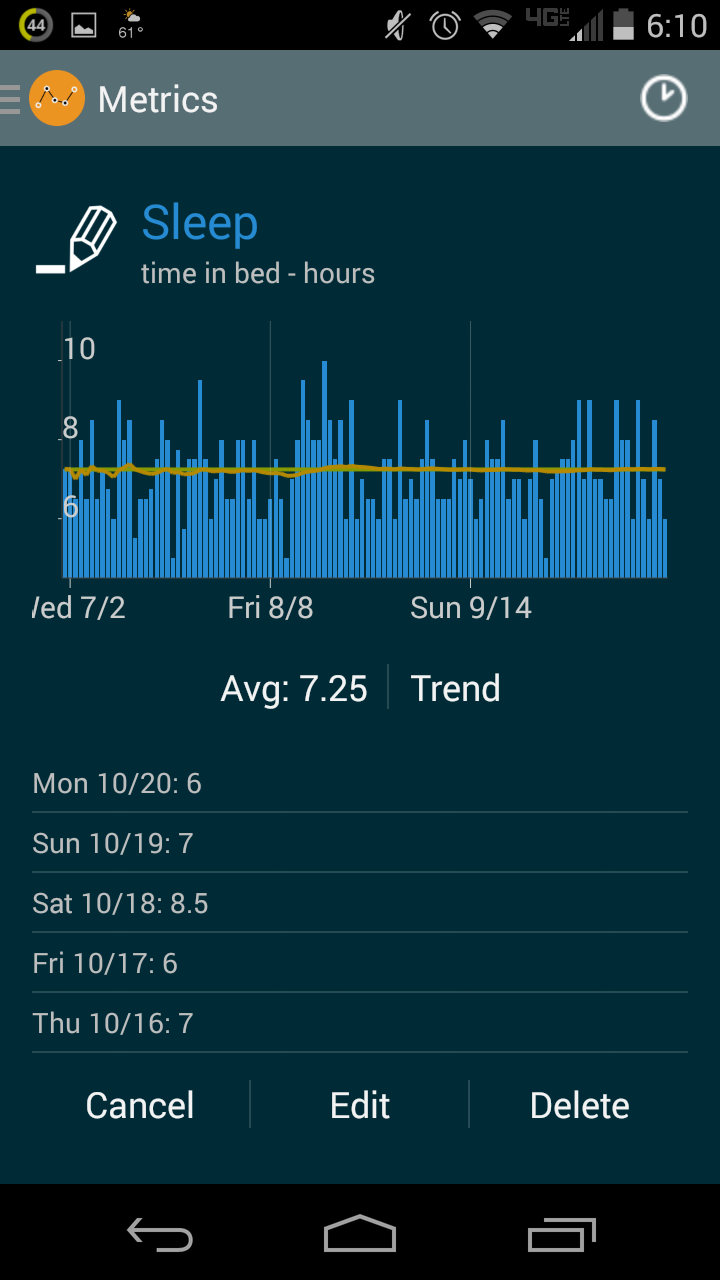 44 61° 4G LTE 6:10
Metrics
Sleep
time in bed - hours
10
8
6
Wed 7/2 Fri 8/8 Sun 9/14
Avg: 7.25 Trend
Mon 10/20: 6
Sun 10/19: 7
Sat 10/18: 8.5
Fri 10/17: 6
Thu 10/16: 7
Cancel Edit Delete